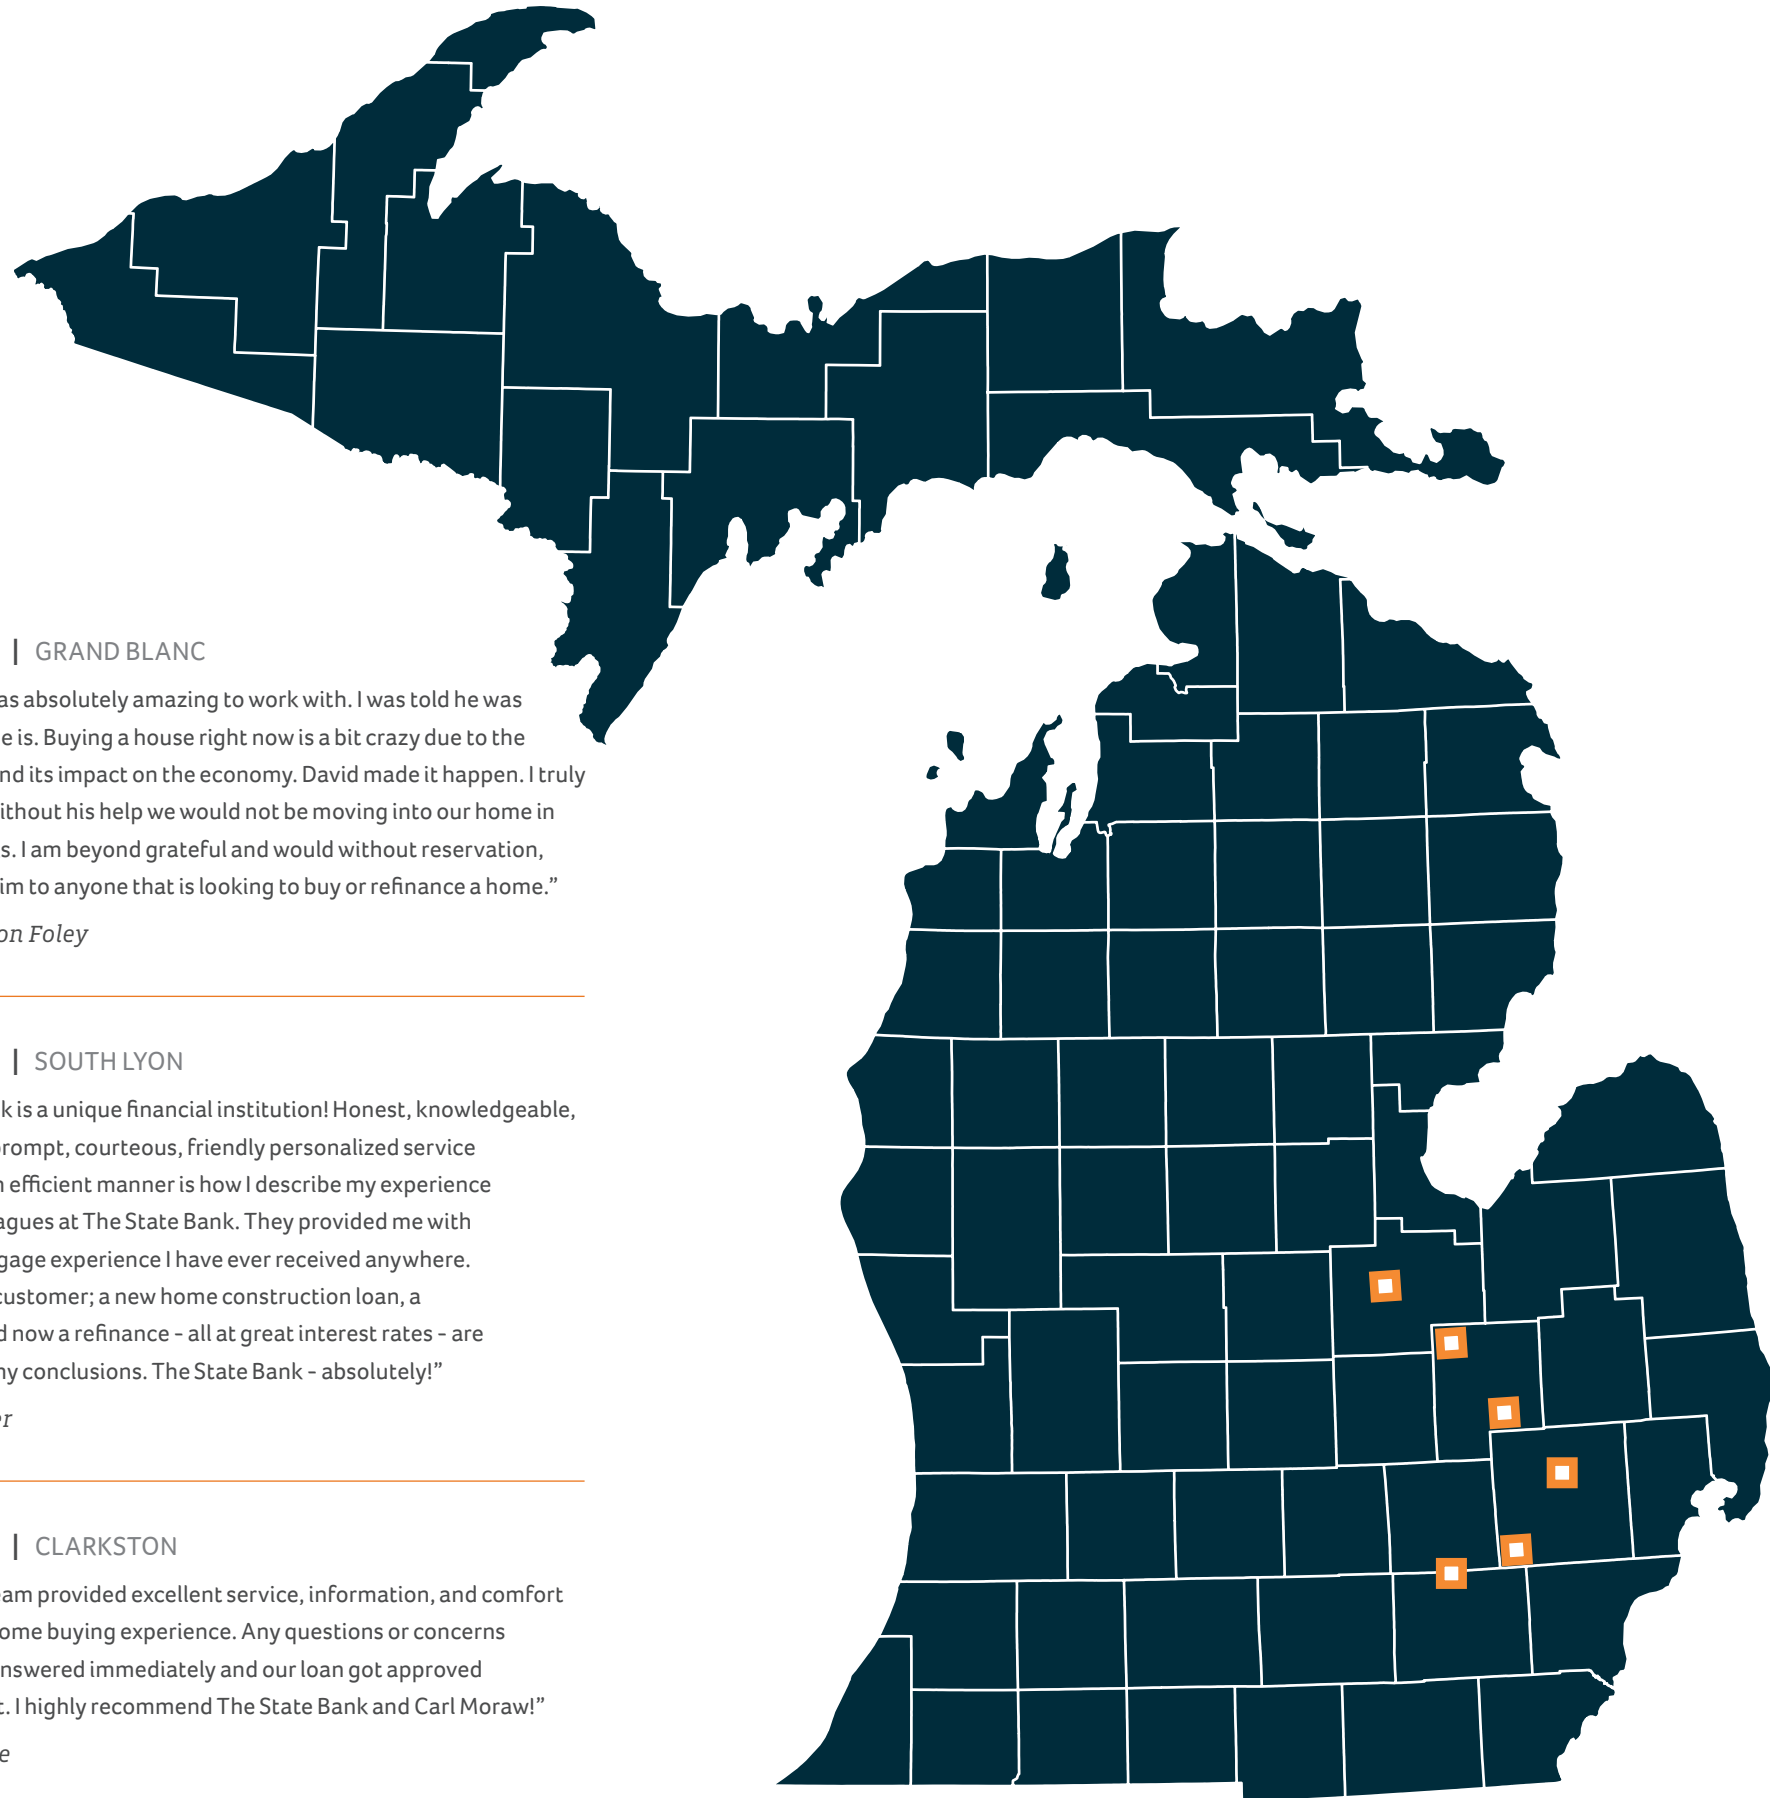 | GRAND BLANC
as absolutely amazing to work with. I was told he was
e is. Buying a house right now is a bit crazy due to the
nd its impact on the economy. David made it happen. I truly
ithout his help we would not be moving into our home in
s. I am beyond grateful and would without reservation,
im to anyone that is looking to buy or refinance a home.”
on Foley
| SOUTH LYON
k is a unique financial institution! Honest, knowledgeable,
prompt, courteous, friendly personalized service
n efficient manner is how I describe my experience
agues at The State Bank. They provided me with
gage experience I have ever received anywhere.
customer; a new home construction loan, a
d now a refinance - all at great interest rates - are
ny conclusions. The State Bank - absolutely!”
er
| CLARKSTON
eam provided excellent service, information, and comfort
ome buying experience. Any questions or concerns
nswered immediately and our loan got approved
t. I highly recommend The State Bank and Carl Moraw!”
e